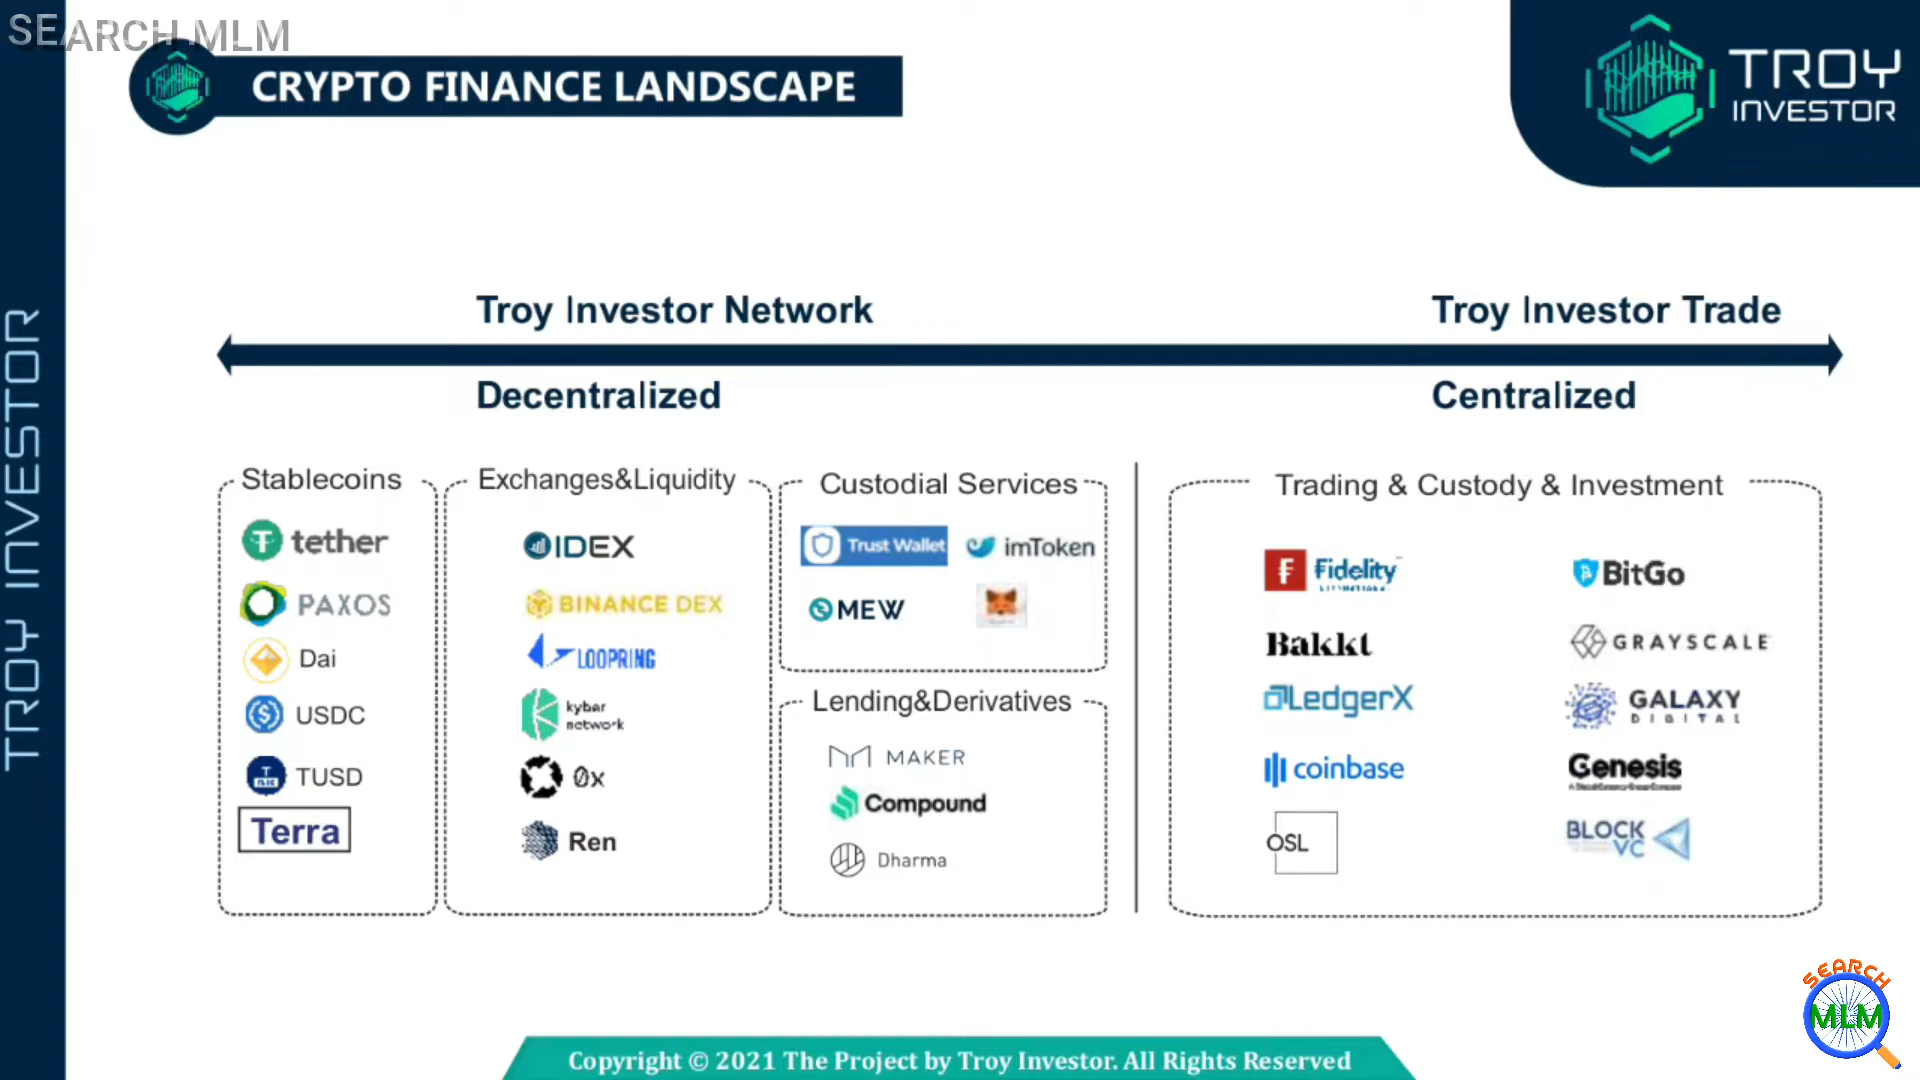 SEARCH MLM
CRYPTO FINANCE LANDSCAPE
TROY
INVESTOR
TROY INVESTOR
Troy Investor Network
Troy Investor Trade
Decentralized
Centralized
Stablecoins
tether
PAXOS
Dai
USDC
TUSD
Terra
Exchanges&Liquidity
IDEX
BINANCE DEX
LOOPRING
kyber
network
0x
Ren
Custodial Services
Trust Wallet
imToken
MEW
Lending&Derivatives
MAKER
Compound
Dharma
Trading & Custody & Investment
Fidelity
BitGo
Bakkt
GRAYSCALE
LedgerX
GALAXY
DIGITAL
coinbase
Genesis
OSL
BLOCK
VC
SEARCH
MLM
Copyright © 2021 The Project by Troy Investor. All Rights Reserved